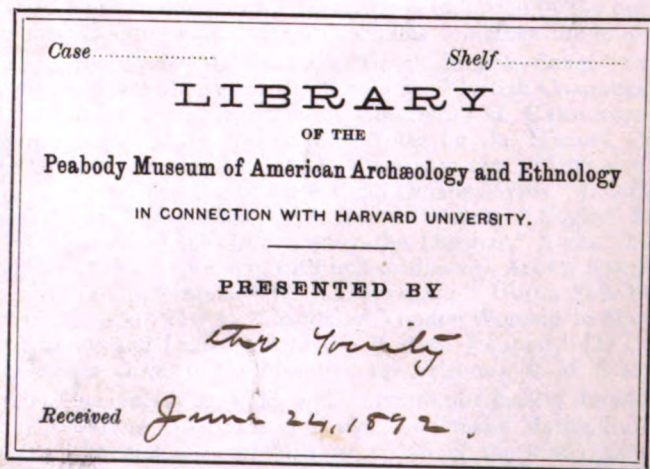 Case.................... Shelf....................
LIBRARY
OF THE
Peabody Museum of American Archæology and Ethnology
IN CONNECTION WITH HARVARD UNIVERSITY.
PRESENTED BY
the Society
Received June 24, 1892.